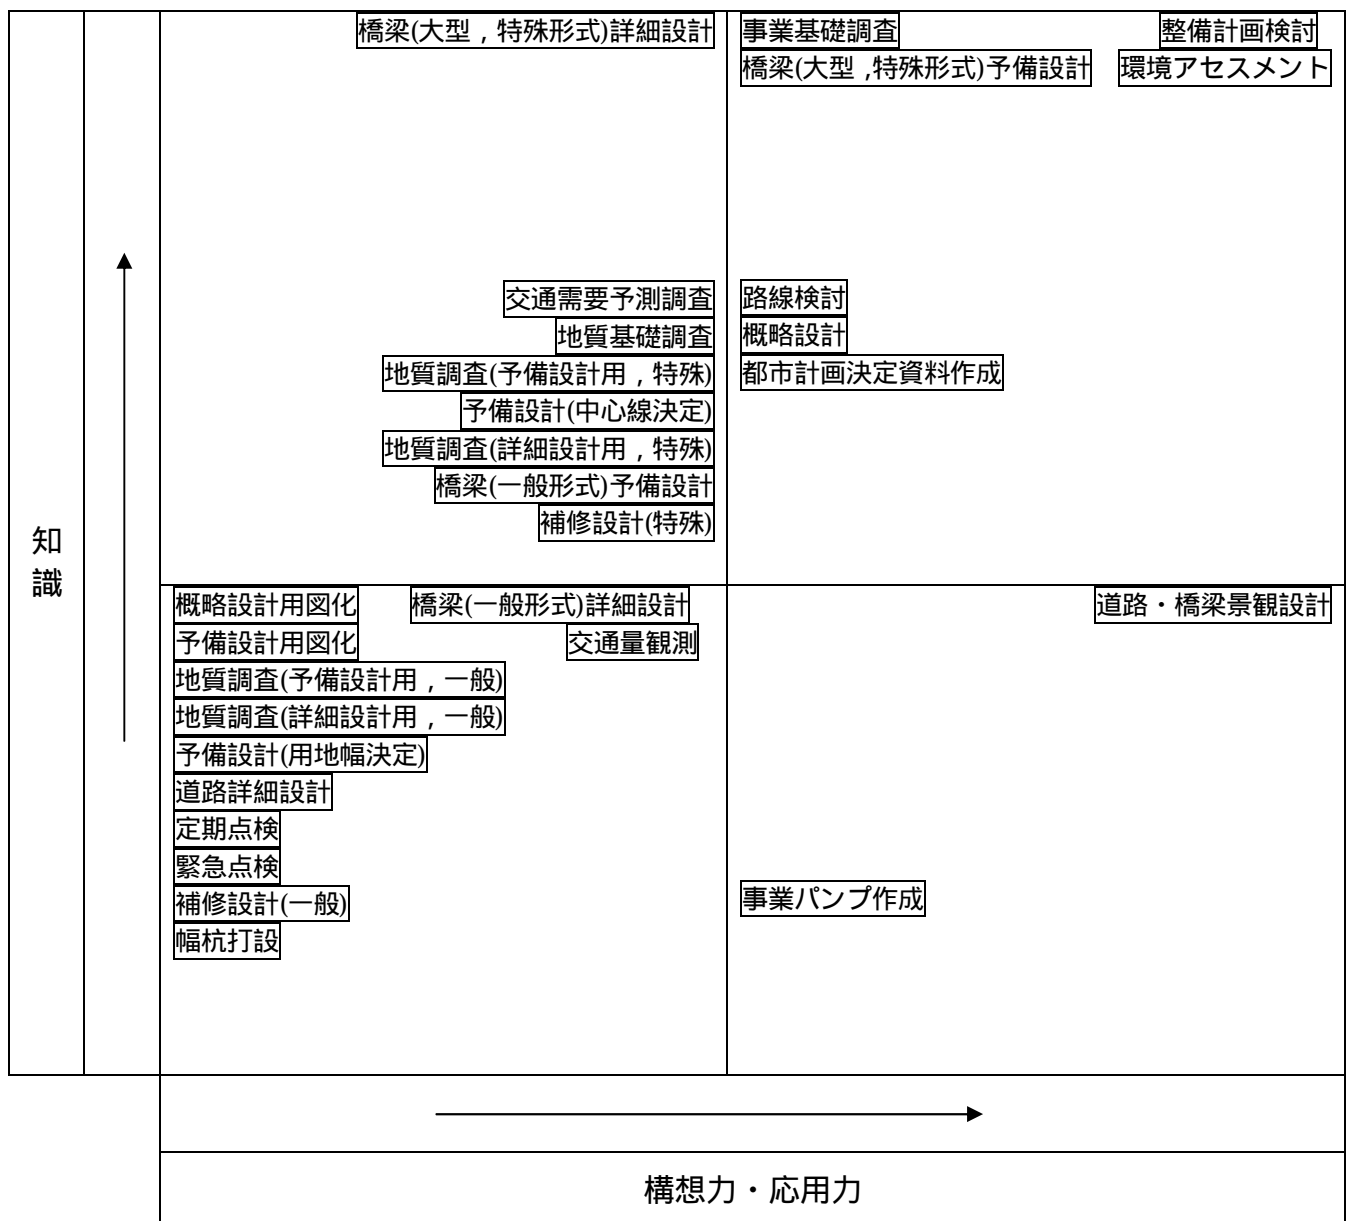 橋梁(大型，特殊形式)詳細設計
事業基礎調査
整備計画検討
橋梁(大型,特殊形式)予備設計
環境アセスメント
交通需要予測調査
地質基礎調査
地質調査(予備設計用，特殊)
予備設計(中心線決定)
地質調査(詳細設計用，特殊)
橋梁(一般形式)予備設計
補修設計(特殊)
路線検討
概略設計
都市計画決定資料作成
知
識
概略設計用図化
橋梁(一般形式)詳細設計
予備設計用図化
交通量観測
地質調査(予備設計用，一般)
地質調査(詳細設計用，一般)
予備設計(用地幅決定)
道路詳細設計
定期点検
緊急点検
補修設計(一般)
幅杭打設
道路・橋梁景観設計
事業パンプ作成
構想力・応用力